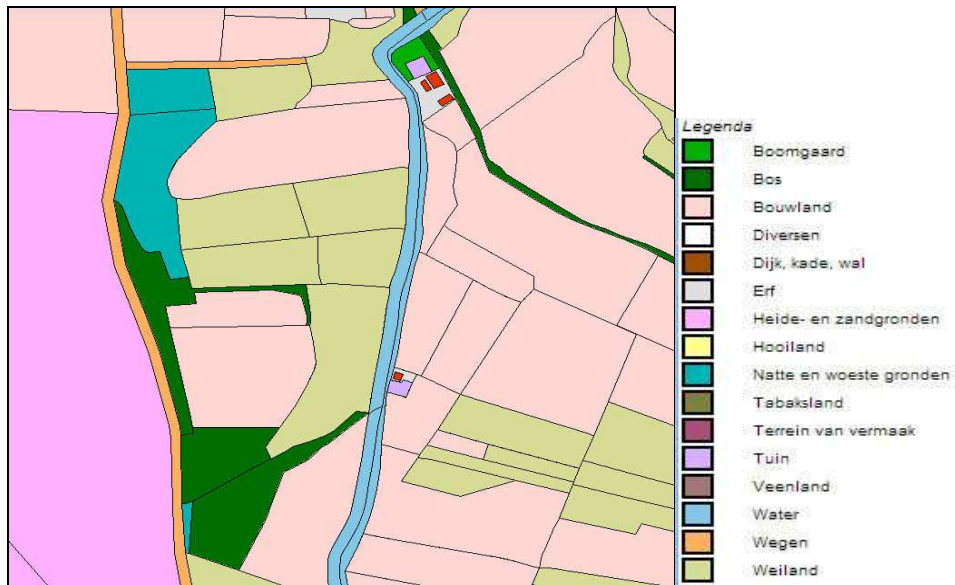 Legenda
Boomgaard
Bos
Bouwland
Diversen
Dijk, kade, wal
Erf
Heide- en zandgronden
Hooiland
Natte en woeste gronden
Tabaksland
Terrein van vermaak
Tuin
Veenland
Water
Wegen
Weiland